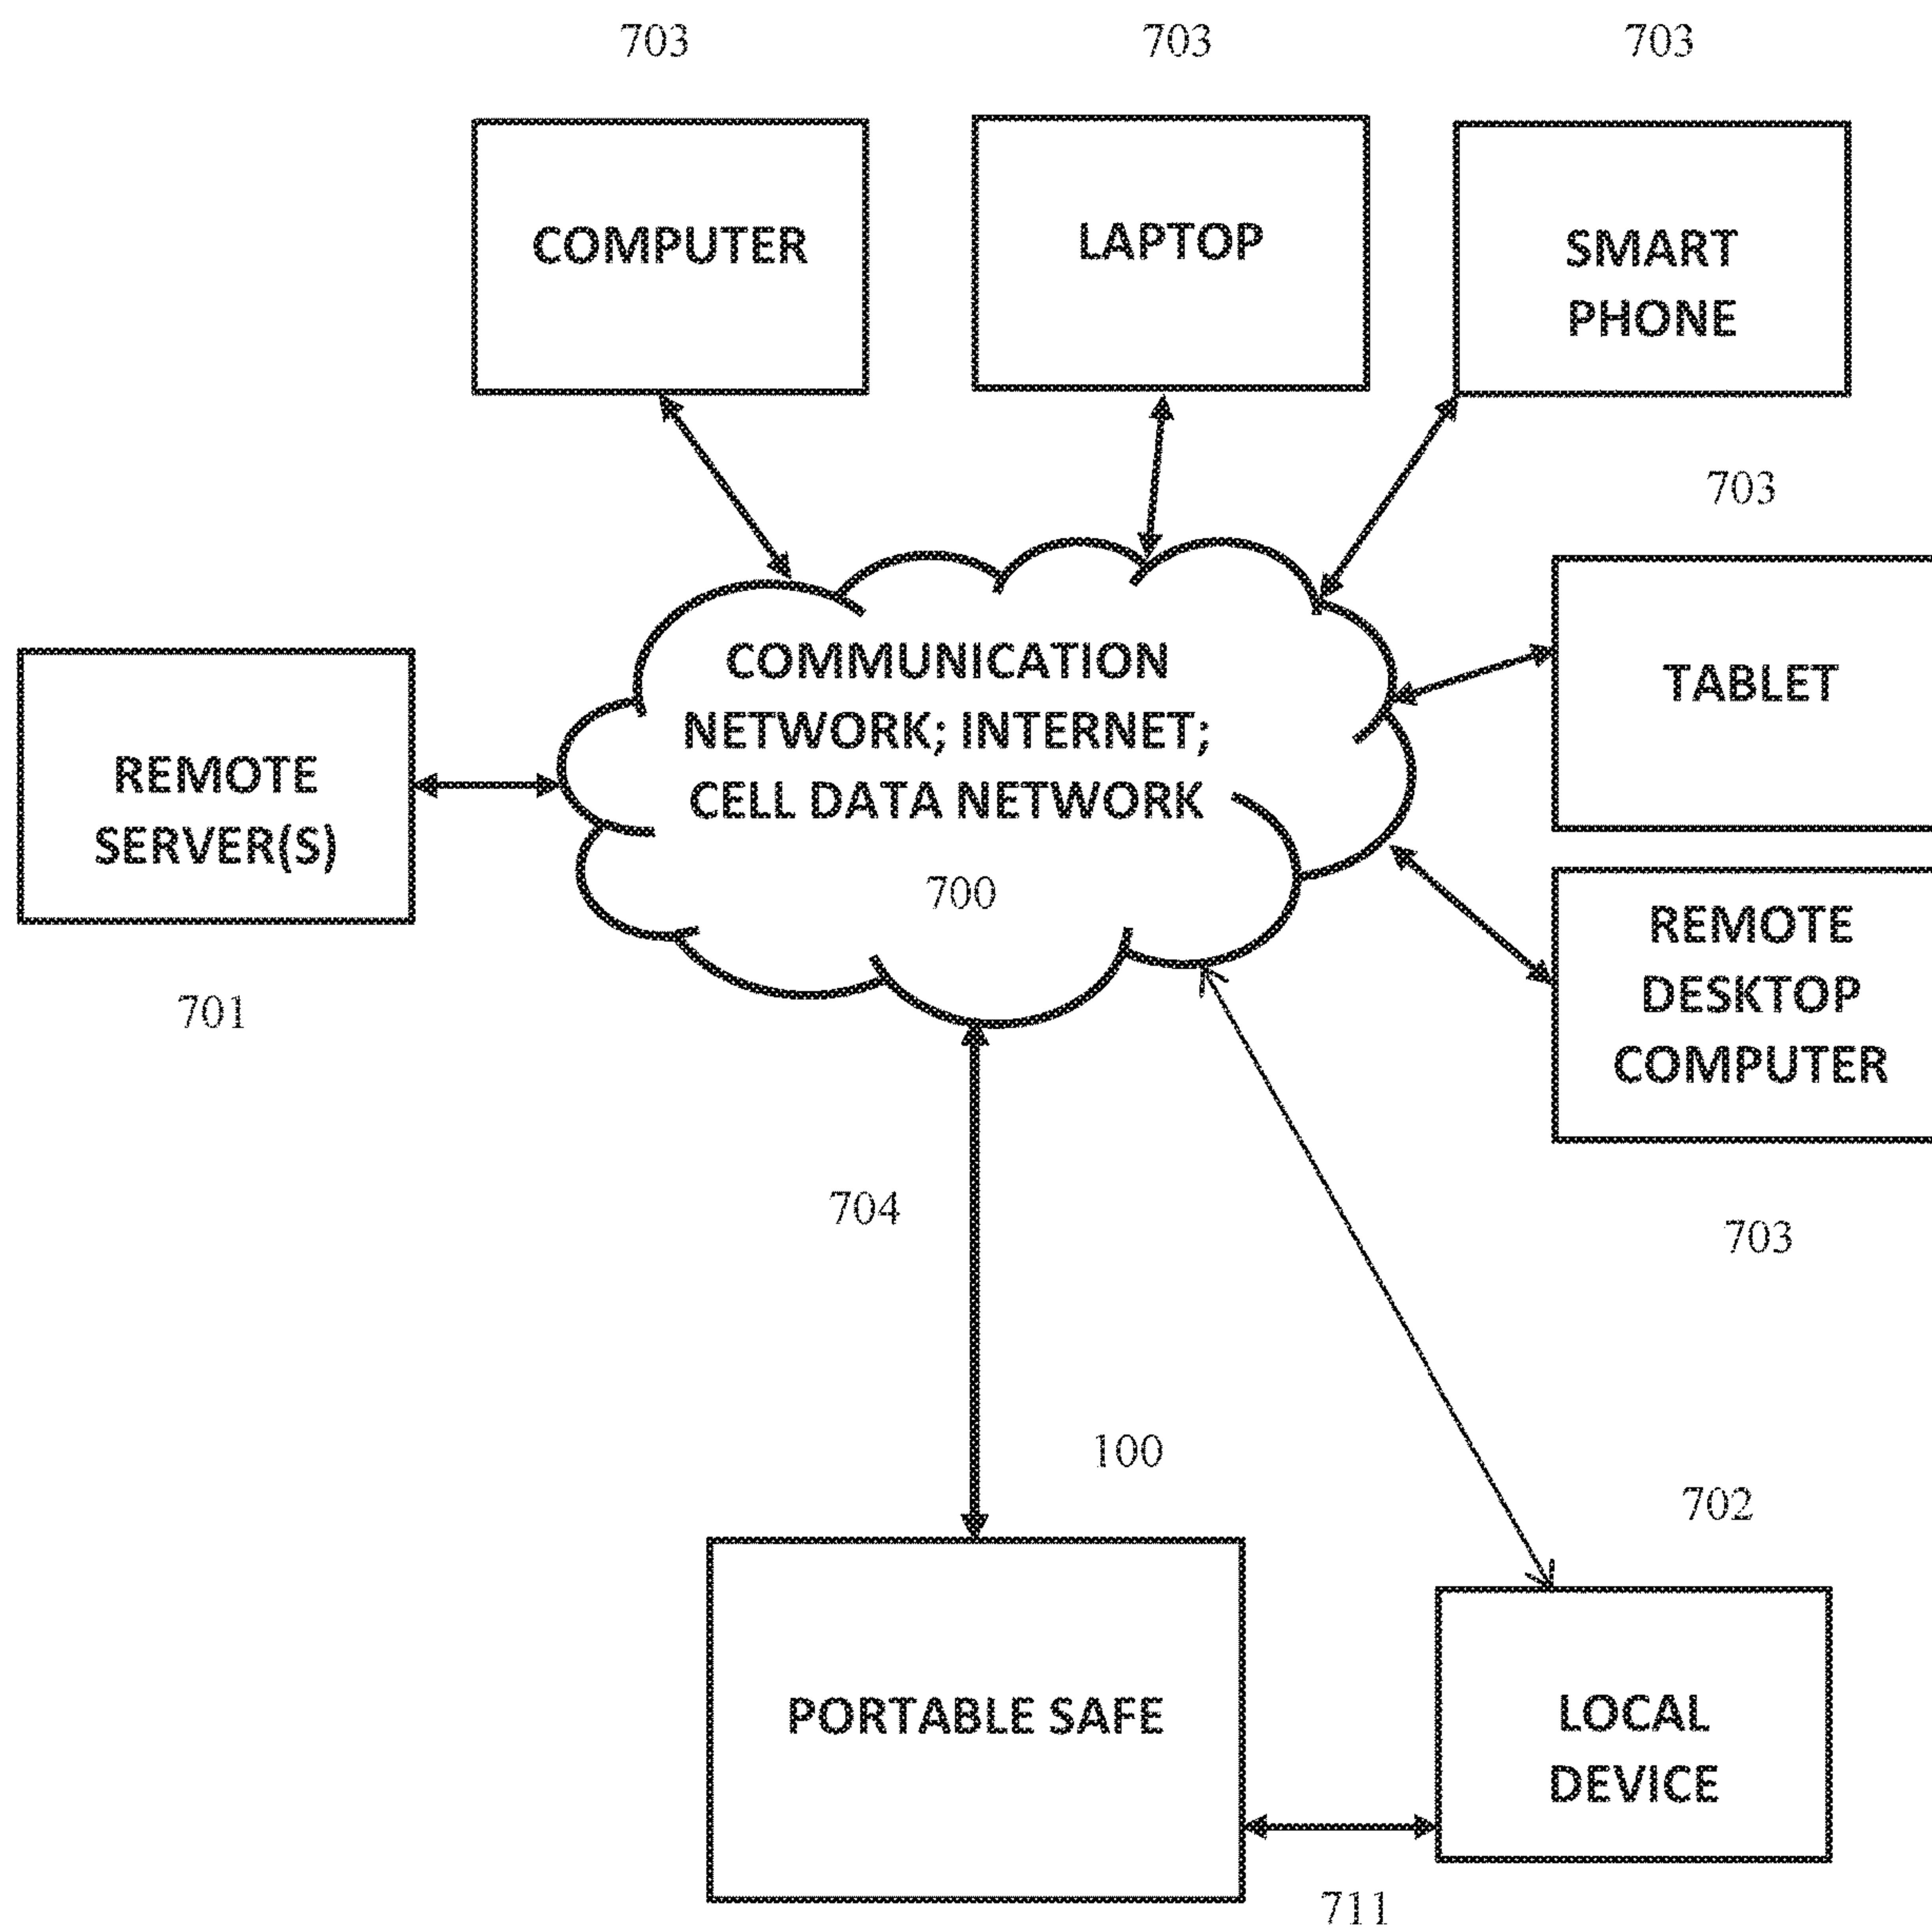 703
703
703
COMPUTER
LAPTOP
SMART
PHONE
703
COMMUNICATION
NETWORK; INTERNET;
CELL DATA NETWORK
700
TABLET
REMOTE
SERVER(S)
701
REMOTE
DESKTOP
COMPUTER
703
704
100
702
PORTABLE SAFE
LOCAL
DEVICE
711